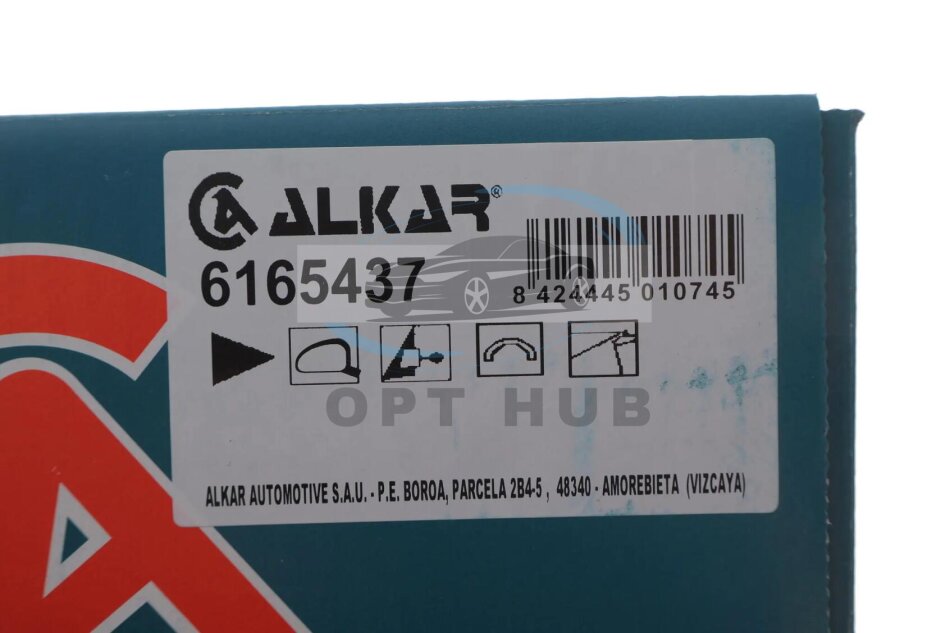 ALKAR®
6165437
8 424445 010745
OPT HUB
ALKAR AUTOMOTIVE S.A.U. - P.E. BOROA, PARCELA 2B4-5 , 48340 - AMOREBIETA (VIZCAYA)